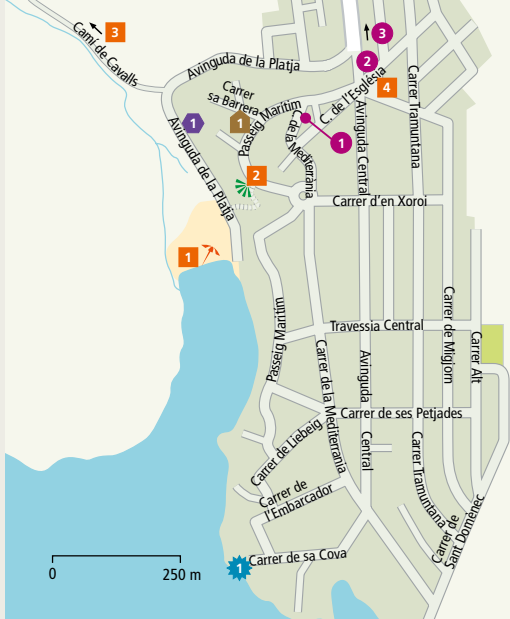 3
Camí de Cavalls
Avinguda de la Platja
3
2
4
Carrer
sa Barrera
Passeig Marítim
C. de l'Església
Carrer Tramuntana
1
1
Avinguda de la Platja
C. de la Mediterrània
Avinguda Central
1
2
Carrer d'en Xoroi
1
Passeig Marítim
Travessia Central
Carrer de Migjorn
Carrer Alt
Carrer de la Mediterrània
Avinguda
Central
Carrer de ses Petjades
Carrer de Liebeig
Carrer Tramuntana
Carrer de
l'Embarcador
Carrer de
Sant Domènec
Carrer de sa Cova
1
0
250 m